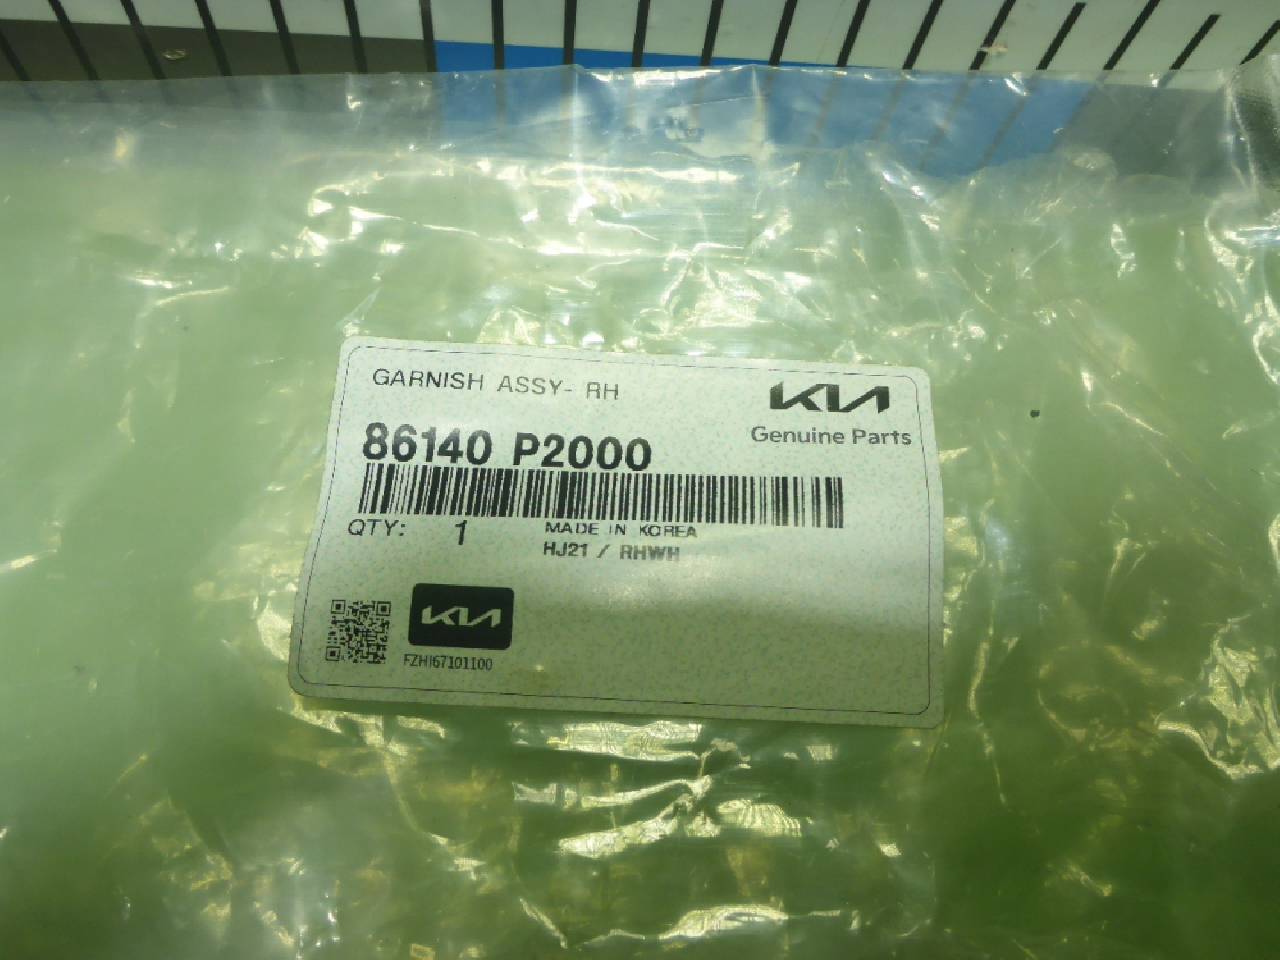 GARNISH ASSY- RH
KIA
Genuine Parts
86140 P2000
QTY: 1
MADE IN KOREA
HJ21 / RHWH
KIA
FZHI67101100